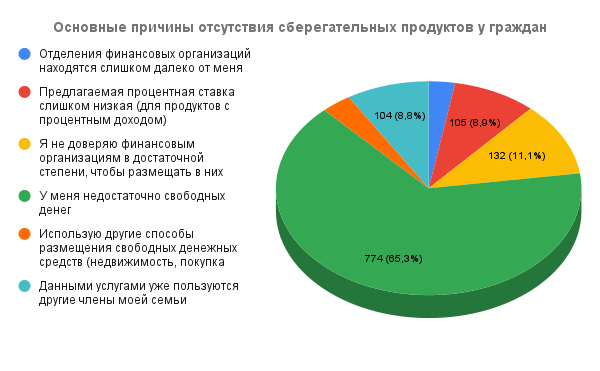 Основные причины отсутствия сберегательных продуктов у граждан
Отделения финансовых организаций
находятся слишком далеко от меня
Предлагаемая процентная ставка
слишком низкая (для продуктов с
процентным доходом)
Я не доверяю финансовым
организациям в достаточной
степени, чтобы размещать в них
У меня недостаточно свободных
денег
Использую другие способы
размещения свободных денежных
средств (недвижимость, покупка
Данными услугами уже пользуются
другие члены моей семьи
104 (8,8%)
105 (8,9%)
132 (11,1%)
774 (65,3%)